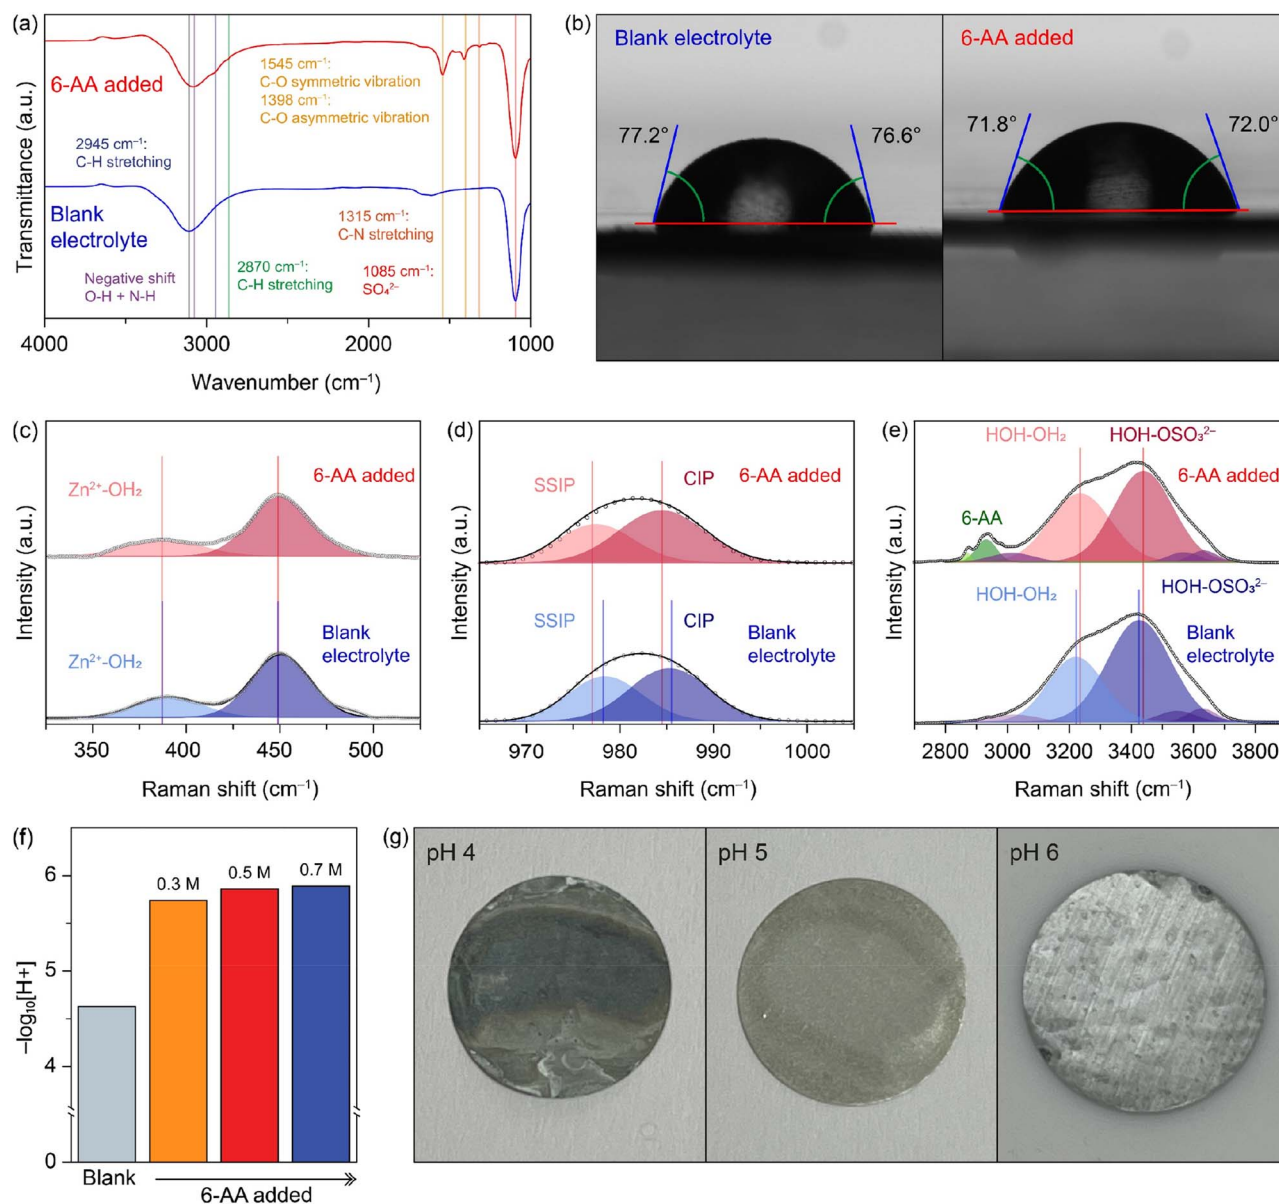 (a)
6-AA added
1545 cm⁻¹:
C-O symmetric vibration
1398 cm⁻¹:
C-O asymmetric vibration
2945 cm⁻¹:
C-H stretching
Blank
electrolyte
1315 cm⁻¹:
C-N stretching
Negative shift
O-H + N-H
2870 cm⁻¹:
C-H stretching
1085 cm⁻¹:
SO₄²⁻
Transmittance (a.u.)
4000 3000 2000 1000
Wavenumber (cm⁻¹)
(b)
Blank electrolyte
77.2° 76.6°
6-AA added
71.8° 72.0°
(c)
Zn²⁺-OH₂
6-AA added
Zn²⁺-OH₂
Blank
electrolyte
Intensity (a.u.)
350 400 450 500
Raman shift (cm⁻¹)
(d)
SSIP CIP
6-AA added
SSIP CIP
Blank
electrolyte
Intensity (a.u.)
970 980 990 1000
Raman shift (cm⁻¹)
(e)
HOH-OH₂ HOH-OSO₃²⁻
6-AA added
6-AA
HOH-OH₂ HOH-OSO₃²⁻
Blank
electrolyte
Intensity (a.u.)
2800 3000 3200 3400 3600 3800
Raman shift (cm⁻¹)
(f)
0.3 M 0.5 M 0.7 M
−log₁₀[H+]
6
5
4
0
Blank
6-AA added
(g)
pH 4
pH 5
pH 6